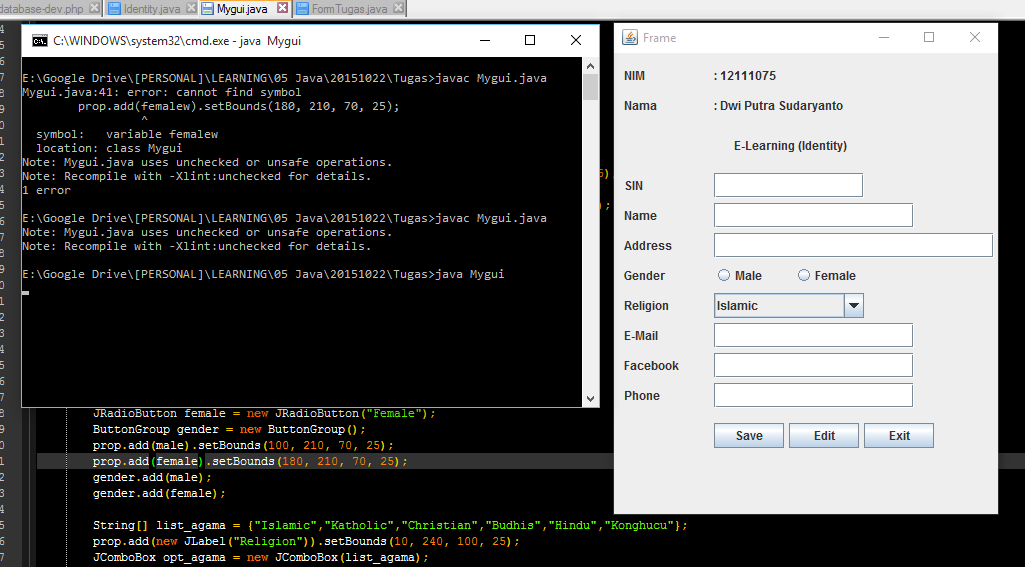 database-dev.php Identity.java Mygui.java FormTugas.java
C:\WINDOWS\system32\cmd.exe - java Mygui
E:\Google Drive\[PERSONAL]\LEARNING\05 Java\20151022\Tugas>javac Mygui.java
Mygui.java:41: error: cannot find symbol
prop.add(femalew).setBounds(180, 210, 70, 25);
^
symbol: variable femalew
location: class Mygui
Note: Mygui.java uses unchecked or unsafe operations.
Note: Recompile with -Xlint:unchecked for details.
1 error
E:\Google Drive\[PERSONAL]\LEARNING\05 Java\20151022\Tugas>javac Mygui.java
Note: Mygui.java uses unchecked or unsafe operations.
Note: Recompile with -Xlint:unchecked for details.
E:\Google Drive\[PERSONAL]\LEARNING\05 Java\20151022\Tugas>java Mygui
Frame
NIM : 12111075
Nama : Dwi Putra Sudaryanto
E-Learning (Identity)
SIN
Name
Address
Gender Male Female
Religion Islamic
E-Mail
Facebook
Phone
Save Edit Exit
JRadioButton female = new JRadioButton("Female");
ButtonGroup gender = new ButtonGroup();
prop.add(male).setBounds(100, 210, 70, 25);
prop.add(female).setBounds(180, 210, 70, 25);
gender.add(male);
gender.add(female);
String[] list_agama = {"Islamic","Katholic","Christian","Budhis","Hindu","Konghucu"};
prop.add(new JLabel("Religion")).setBounds(10, 240, 100, 25);
JComboBox opt_agama = new JComboBox(list_agama);